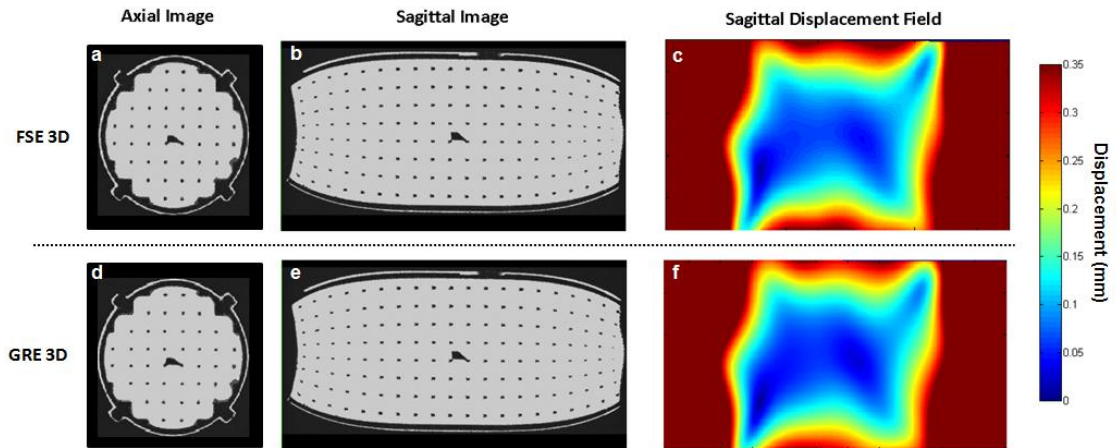 Axial Image
Sagittal Image
Sagittal Displacement Field
a
b
c
FSE 3D
d
e
f
GRE 3D
0.35
0.3
0.25
0.2
0.15
0.1
0.05
0
Displacement (mm)